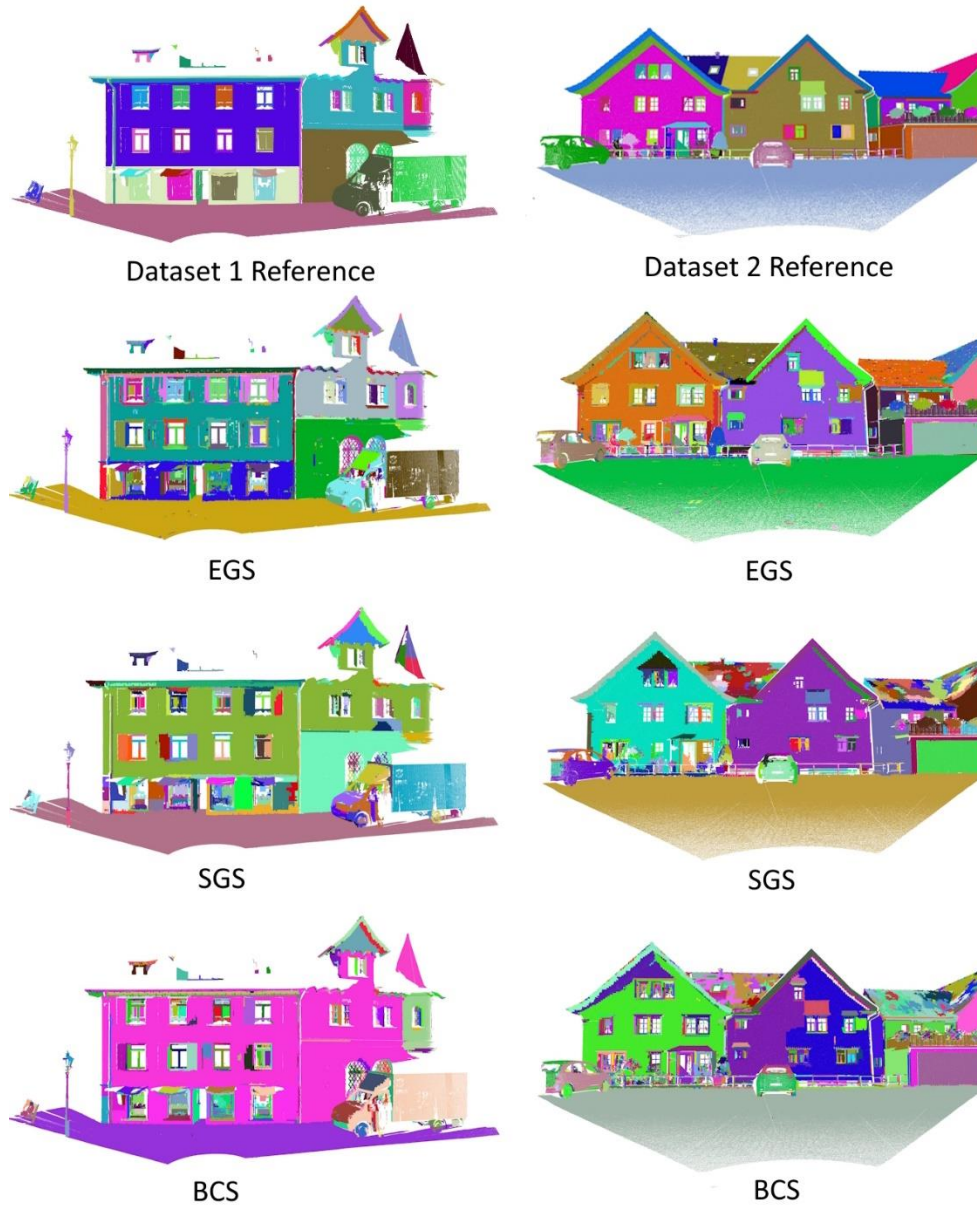 Dataset 1 Reference
Dataset 2 Reference
EGS
EGS
SGS
SGS
BCS
BCS